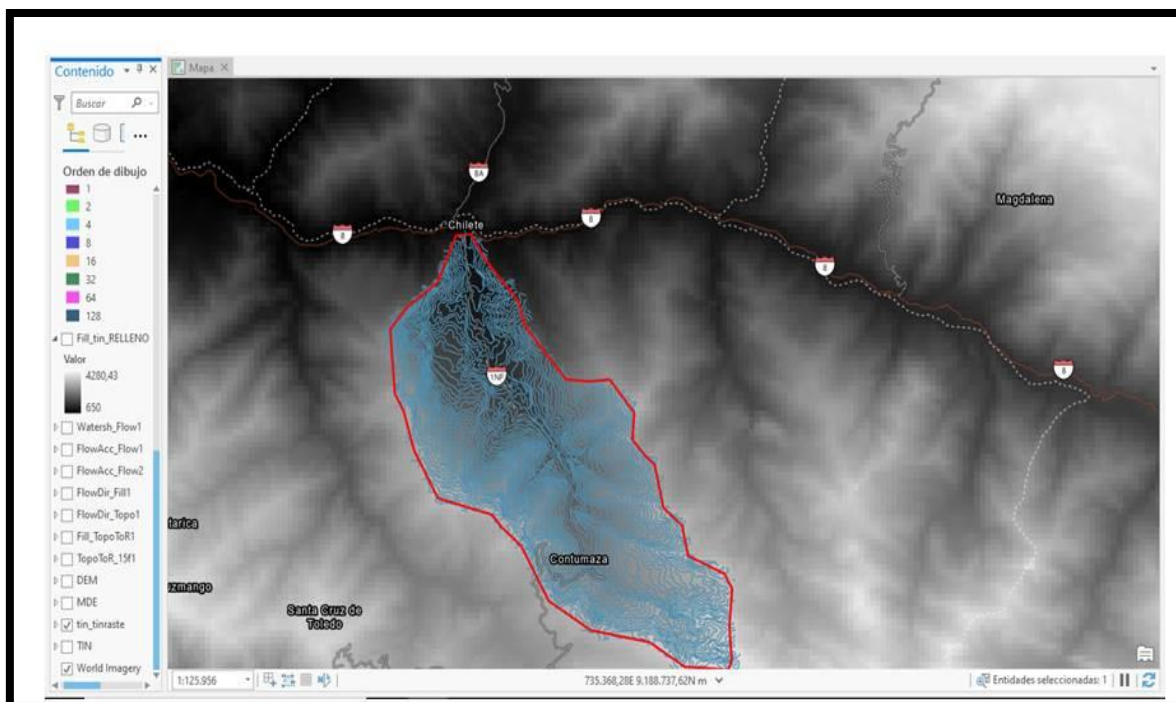 Contenido
Buscar
Orden de dibujo
1
2
4
8
16
32
64
128
Fill_tin_RELLENO
Valor
4280,43
650
Watersh_Flow1
FlowAcc_Flow1
FlowAcc_Flow2
FlowDir_Fill1
FlowDir_Topo1
Fill_TopoToR1
TopoToR_15f1
DEM
MDE
tin_tinraste
TIN
World Imagery
Mapa
8A
Magdalena
Chilete
8
8
8
8
1NF
tarica
Contumaza
uzmango
Santa Cruz de
Toledo
1:125.956
735.368,28E 9.188.737,62N m
Entidades seleccionadas: 1